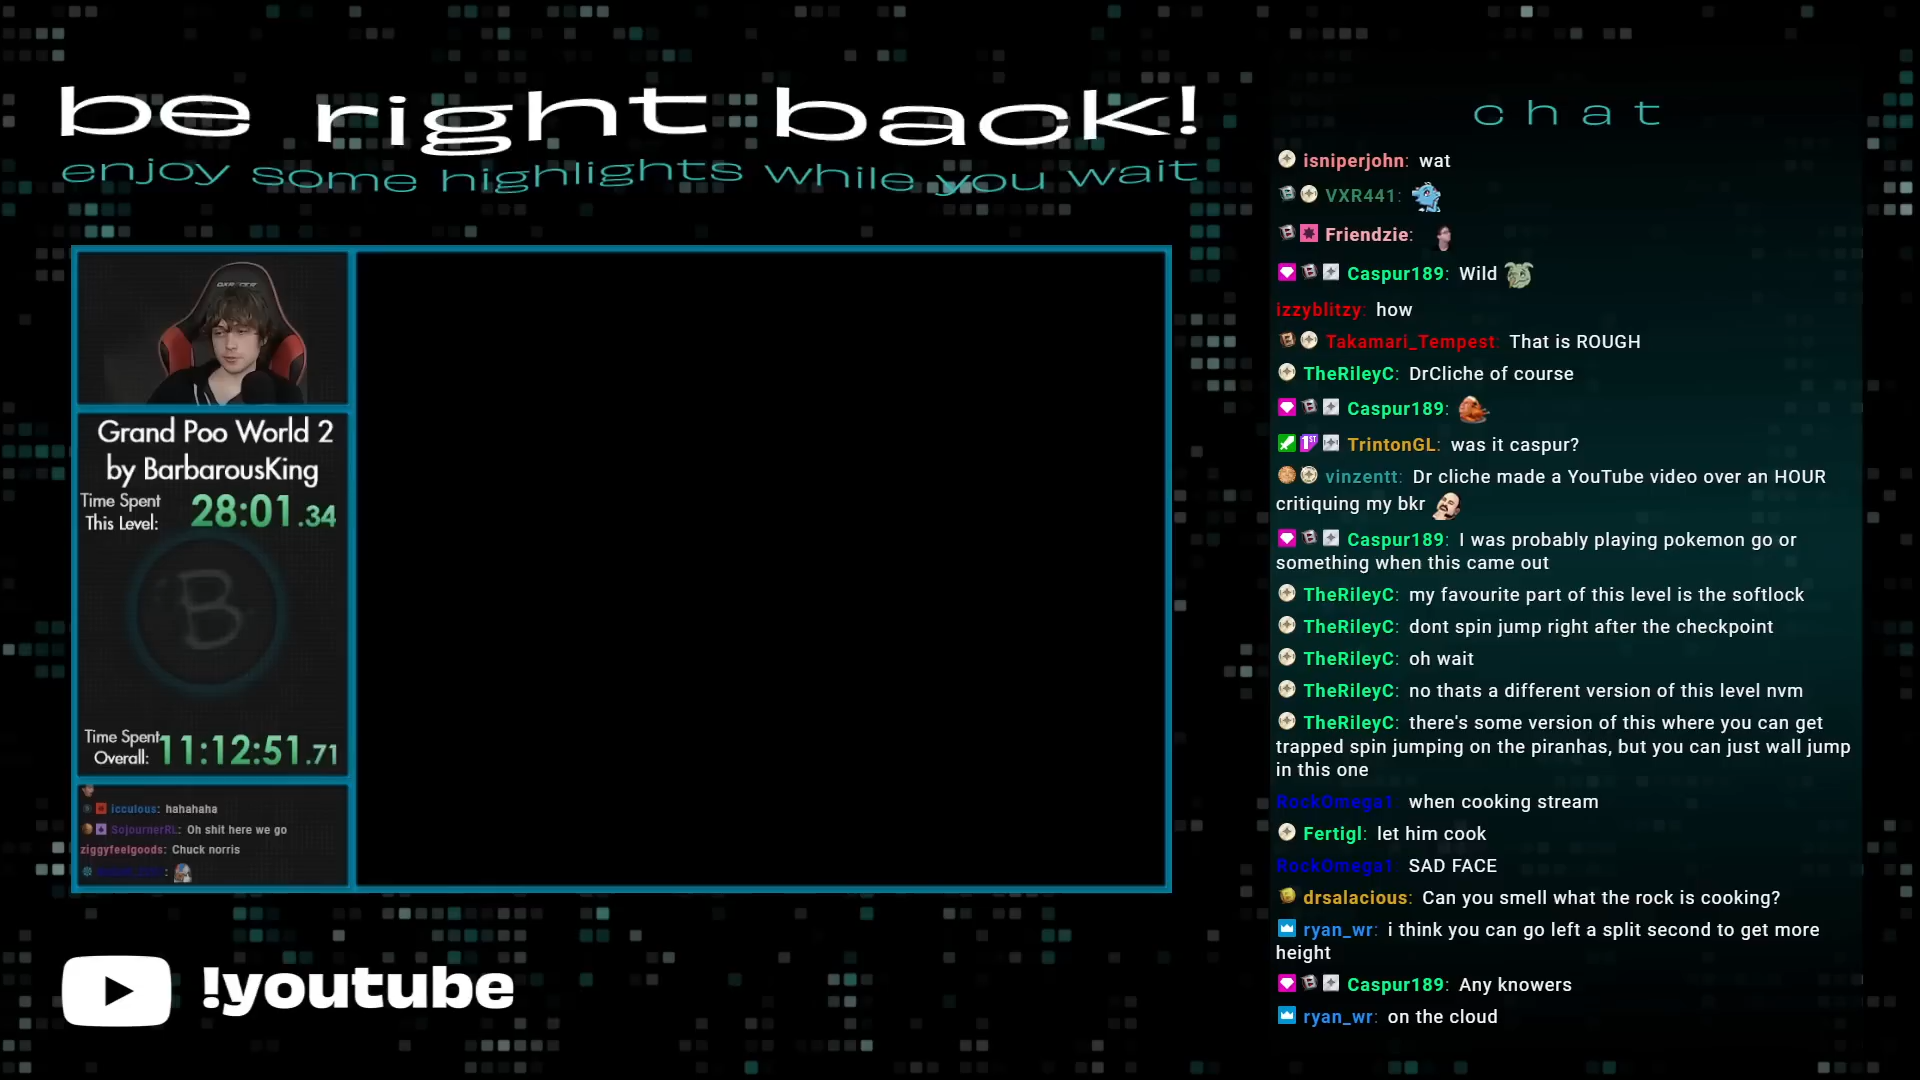 be right back!
enjoy some highlights while you wait
DXRACER
Grand Poo World 2
by BarbarousKing
Time Spent
This Level: 28:01.34
B
Time Spent
Overall: 11:12:51.71
icculous: hahahaha
SojournerRL: Oh shit here we go
ziggyfeelgoods: Chuck norris
!youtube
chat
isniperjohn: wat
VXR441:
Friendzie:
Caspur189: Wild
izzyblitzy: how
Takamari_Tempest: That is ROUGH
TheRileyC: DrCliche of course
Caspur189:
1ST TrintonGL: was it caspur?
vinzentt: Dr cliche made a YouTube video over an HOUR
critiquing my bkr
Caspur189: I was probably playing pokemon go or
something when this came out
TheRileyC: my favourite part of this level is the softlock
TheRileyC: dont spin jump right after the checkpoint
TheRileyC: oh wait
TheRileyC: no thats a different version of this level nvm
TheRileyC: there's some version of this where you can get
trapped spin jumping on the piranhas, but you can just wall jump
in this one
RockOmega1 when cooking stream
Fertigl: let him cook
RockOmega1 SAD FACE
drsalacious: Can you smell what the rock is cooking?
ryan_wr: i think you can go left a split second to get more
height
Caspur189: Any knowers
ryan_wr: on the cloud